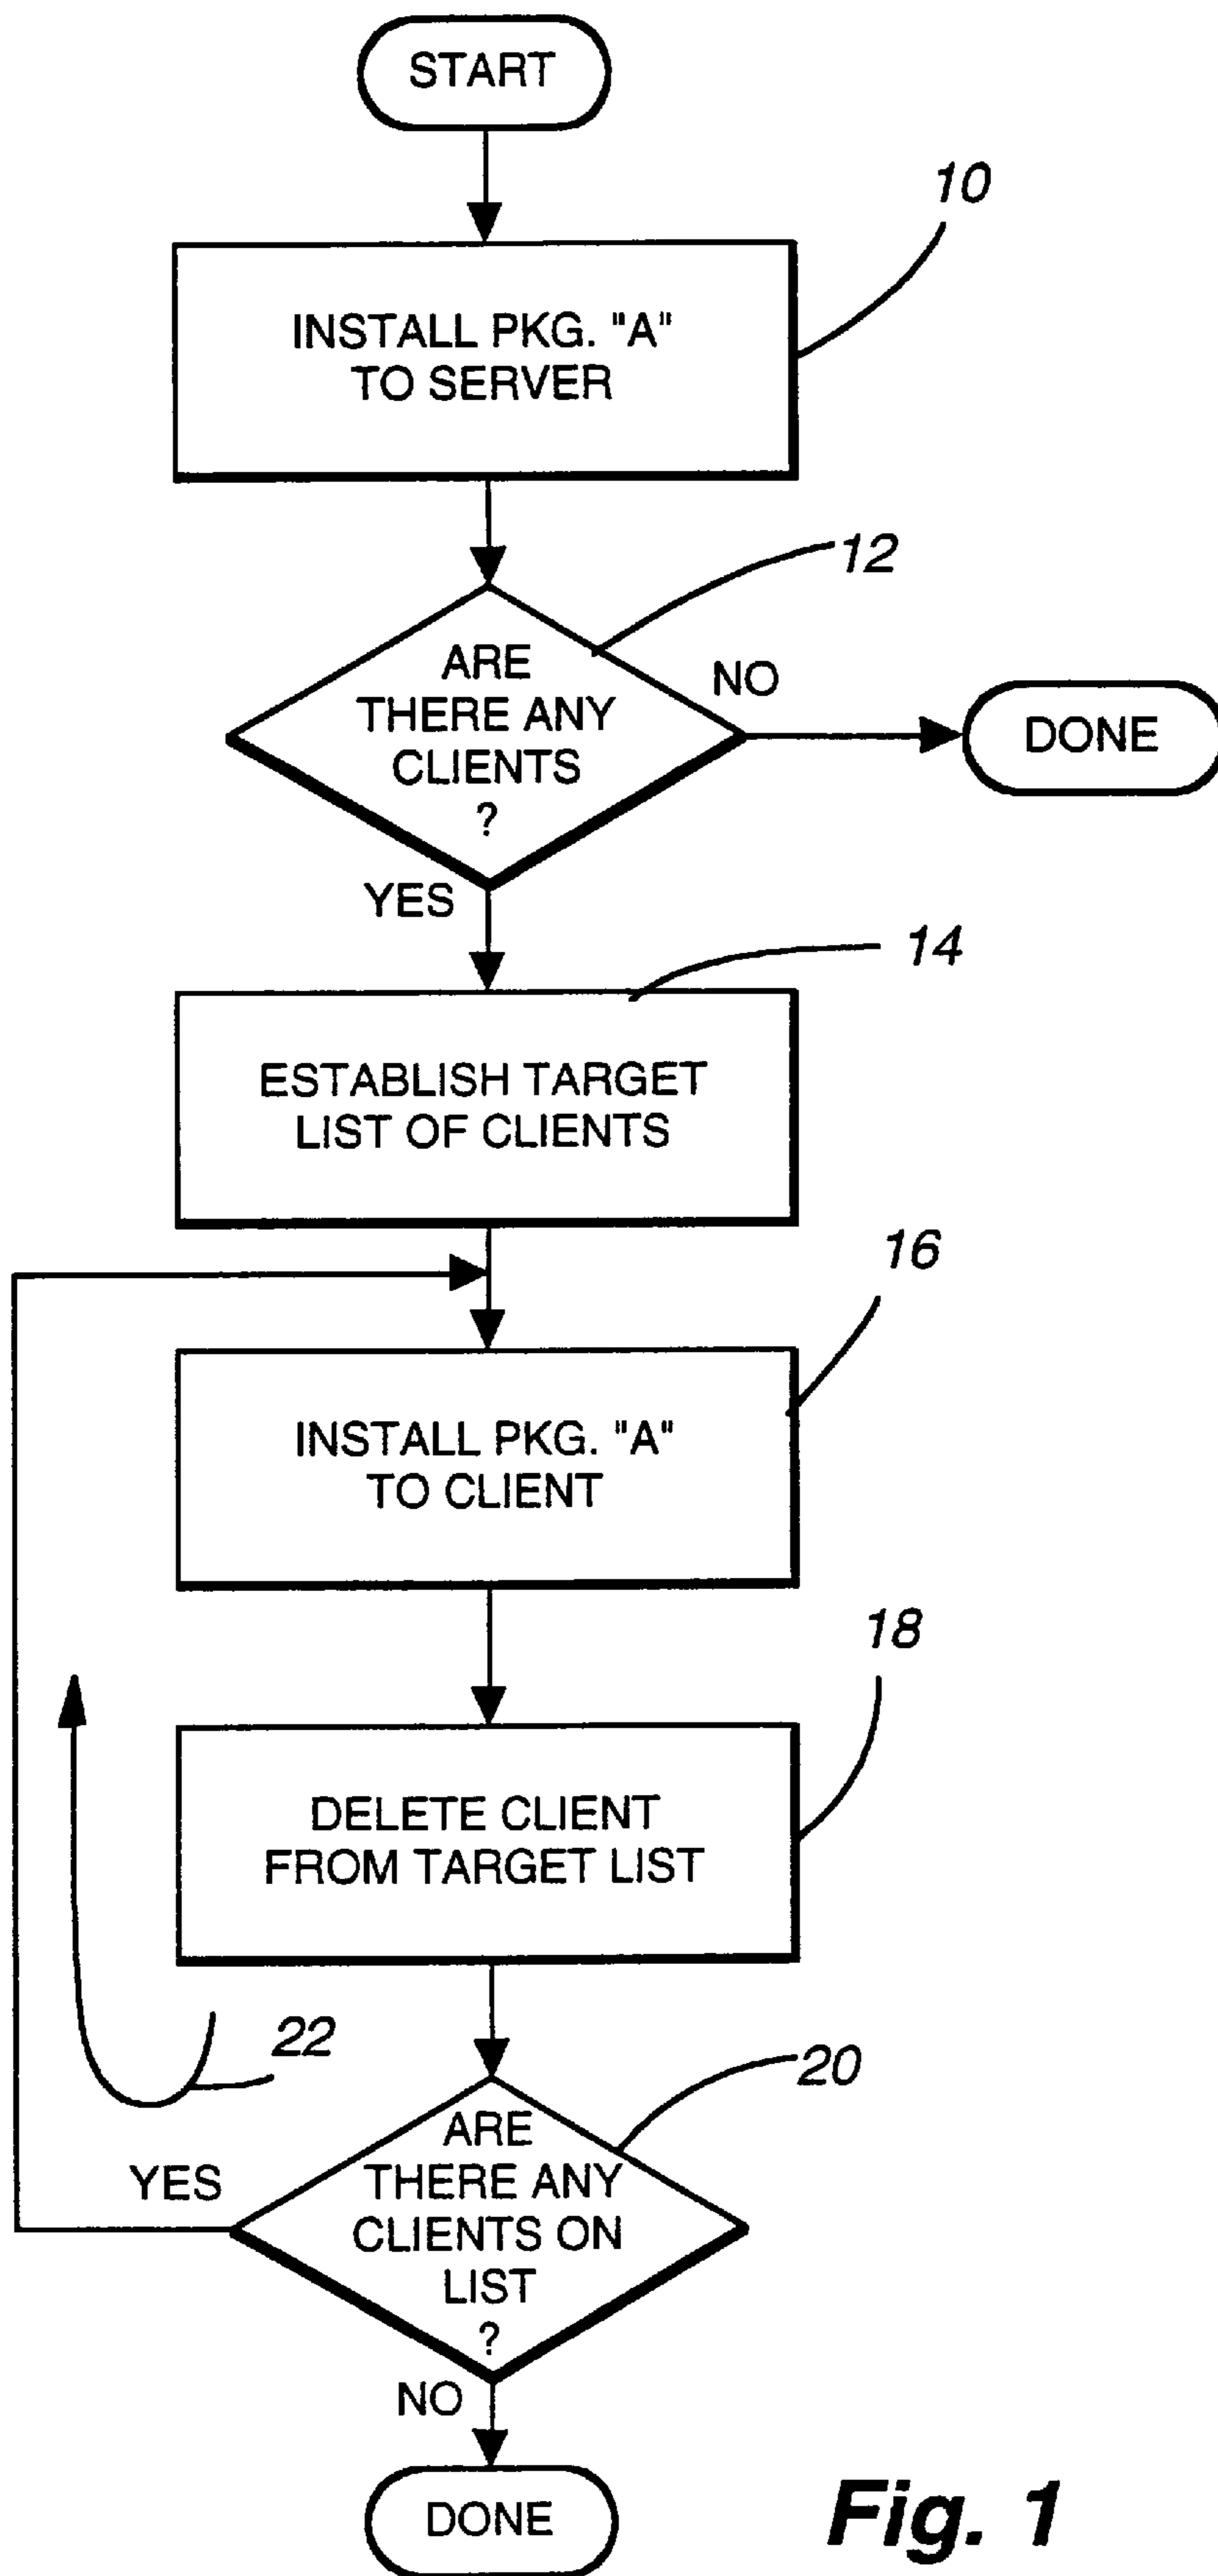 START
10
INSTALL PKG. "A"
TO SERVER
12
ARE
THERE ANY
CLIENTS
?
NO
DONE
YES
14
ESTABLISH TARGET
LIST OF CLIENTS
16
INSTALL PKG. "A"
TO CLIENT
18
DELETE CLIENT
FROM TARGET LIST
22
20
ARE
THERE ANY
CLIENTS ON
LIST
?
YES
NO
DONE
Fig. 1